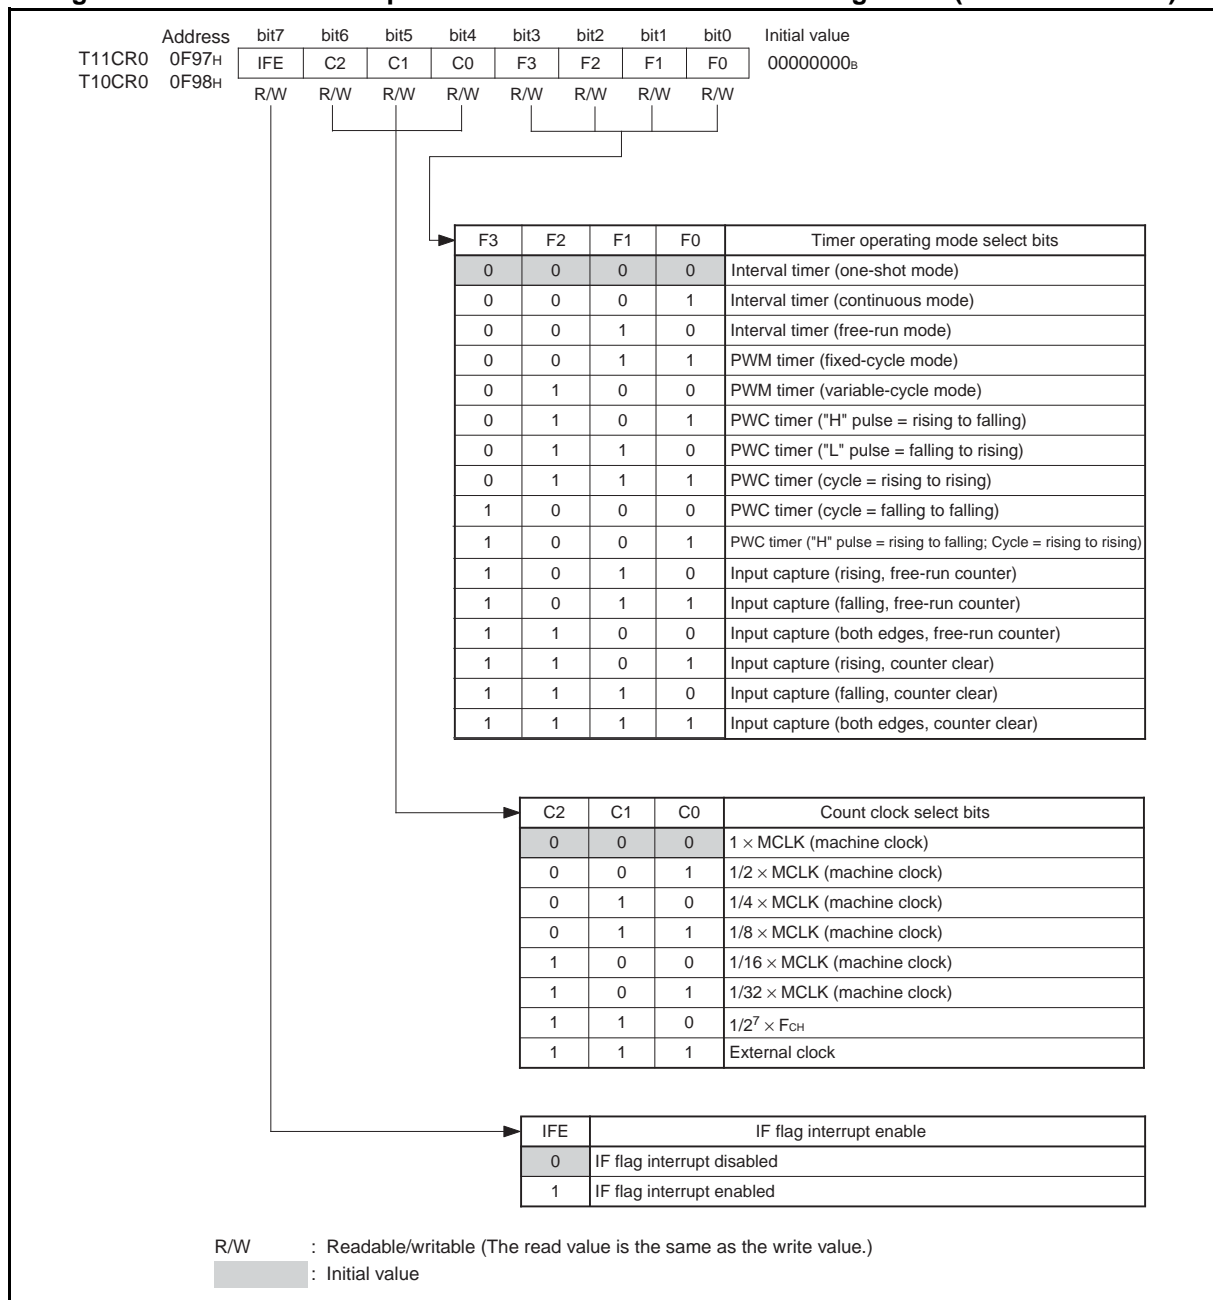 Address bit7 bit6 bit5 bit4 bit3 bit2 bit1 bit0 Initial value
T11CR0 0F97H IFE C2 C1 C0 F3 F2 F1 F0 00000000B
T10CR0 0F98H
R/W R/W R/W R/W R/W R/W R/W R/W
F3 F2 F1 F0 Timer operating mode select bits
0 0 0 0 Interval timer (one-shot mode)
0 0 0 1 Interval timer (continuous mode)
0 0 1 0 Interval timer (free-run mode)
0 0 1 1 PWM timer (fixed-cycle mode)
0 1 0 0 PWM timer (variable-cycle mode)
0 1 0 1 PWC timer ("H" pulse = rising to falling)
0 1 1 0 PWC timer ("L" pulse = falling to rising)
0 1 1 1 PWC timer (cycle = rising to rising)
1 0 0 0 PWC timer (cycle = falling to falling)
1 0 0 1 PWC timer ("H" pulse = rising to falling; Cycle = rising to rising)
1 0 1 0 Input capture (rising, free-run counter)
1 0 1 1 Input capture (falling, free-run counter)
1 1 0 0 Input capture (both edges, free-run counter)
1 1 0 1 Input capture (rising, counter clear)
1 1 1 0 Input capture (falling, counter clear)
1 1 1 1 Input capture (both edges, counter clear)
C2 C1 C0 Count clock select bits
0 0 0 1 × MCLK (machine clock)
0 0 1 1/2 × MCLK (machine clock)
0 1 0 1/4 × MCLK (machine clock)
0 1 1 1/8 × MCLK (machine clock)
1 0 0 1/16 × MCLK (machine clock)
1 0 1 1/32 × MCLK (machine clock)
1 1 0 1/2⁷ × FCH
1 1 1 External clock
IFE IF flag interrupt enable
0 IF flag interrupt disabled
1 IF flag interrupt enabled
R/W : Readable/writable (The read value is the same as the write value.)
: Initial value